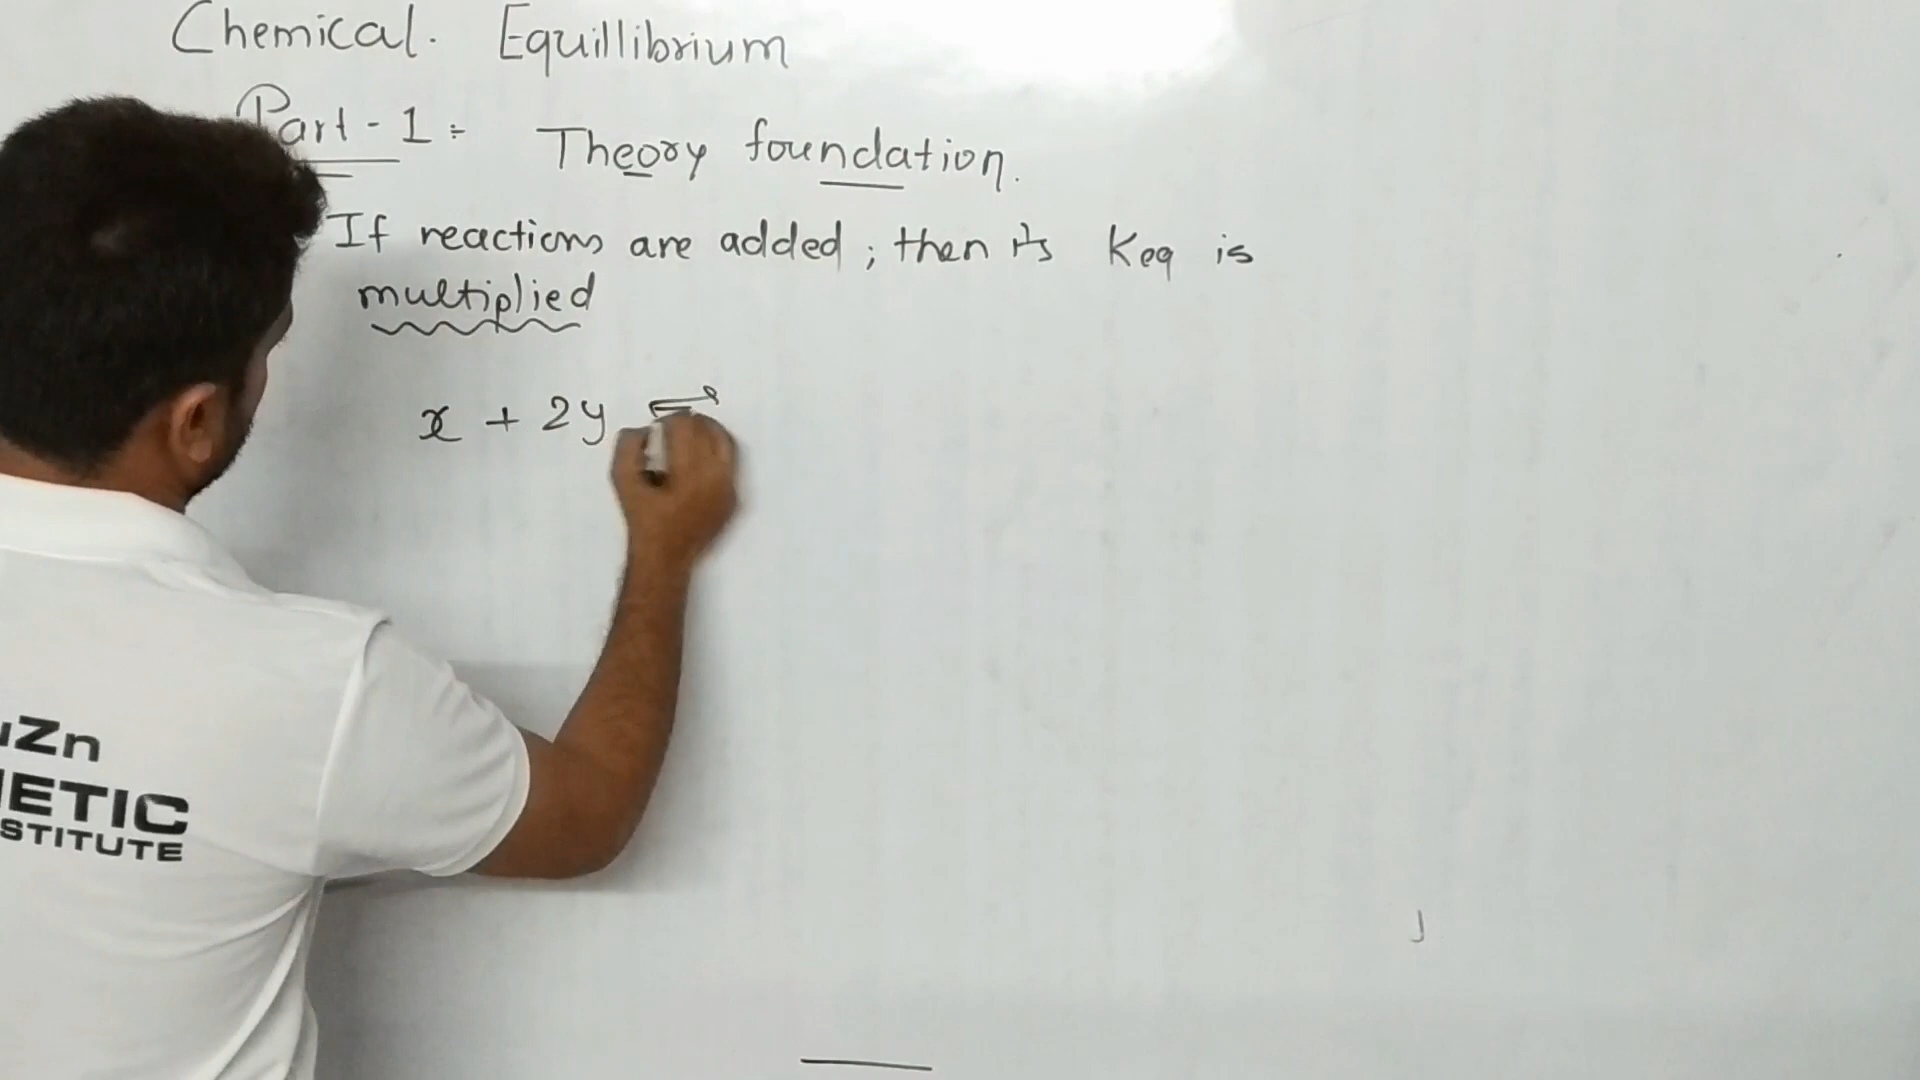 Chemical. Equillibrium
Part - 1 : Theory foundation.
If reactions are added ; then it's Keq is
multiplied
x + 2y ⇌
Zn
ETIC
STITUTE